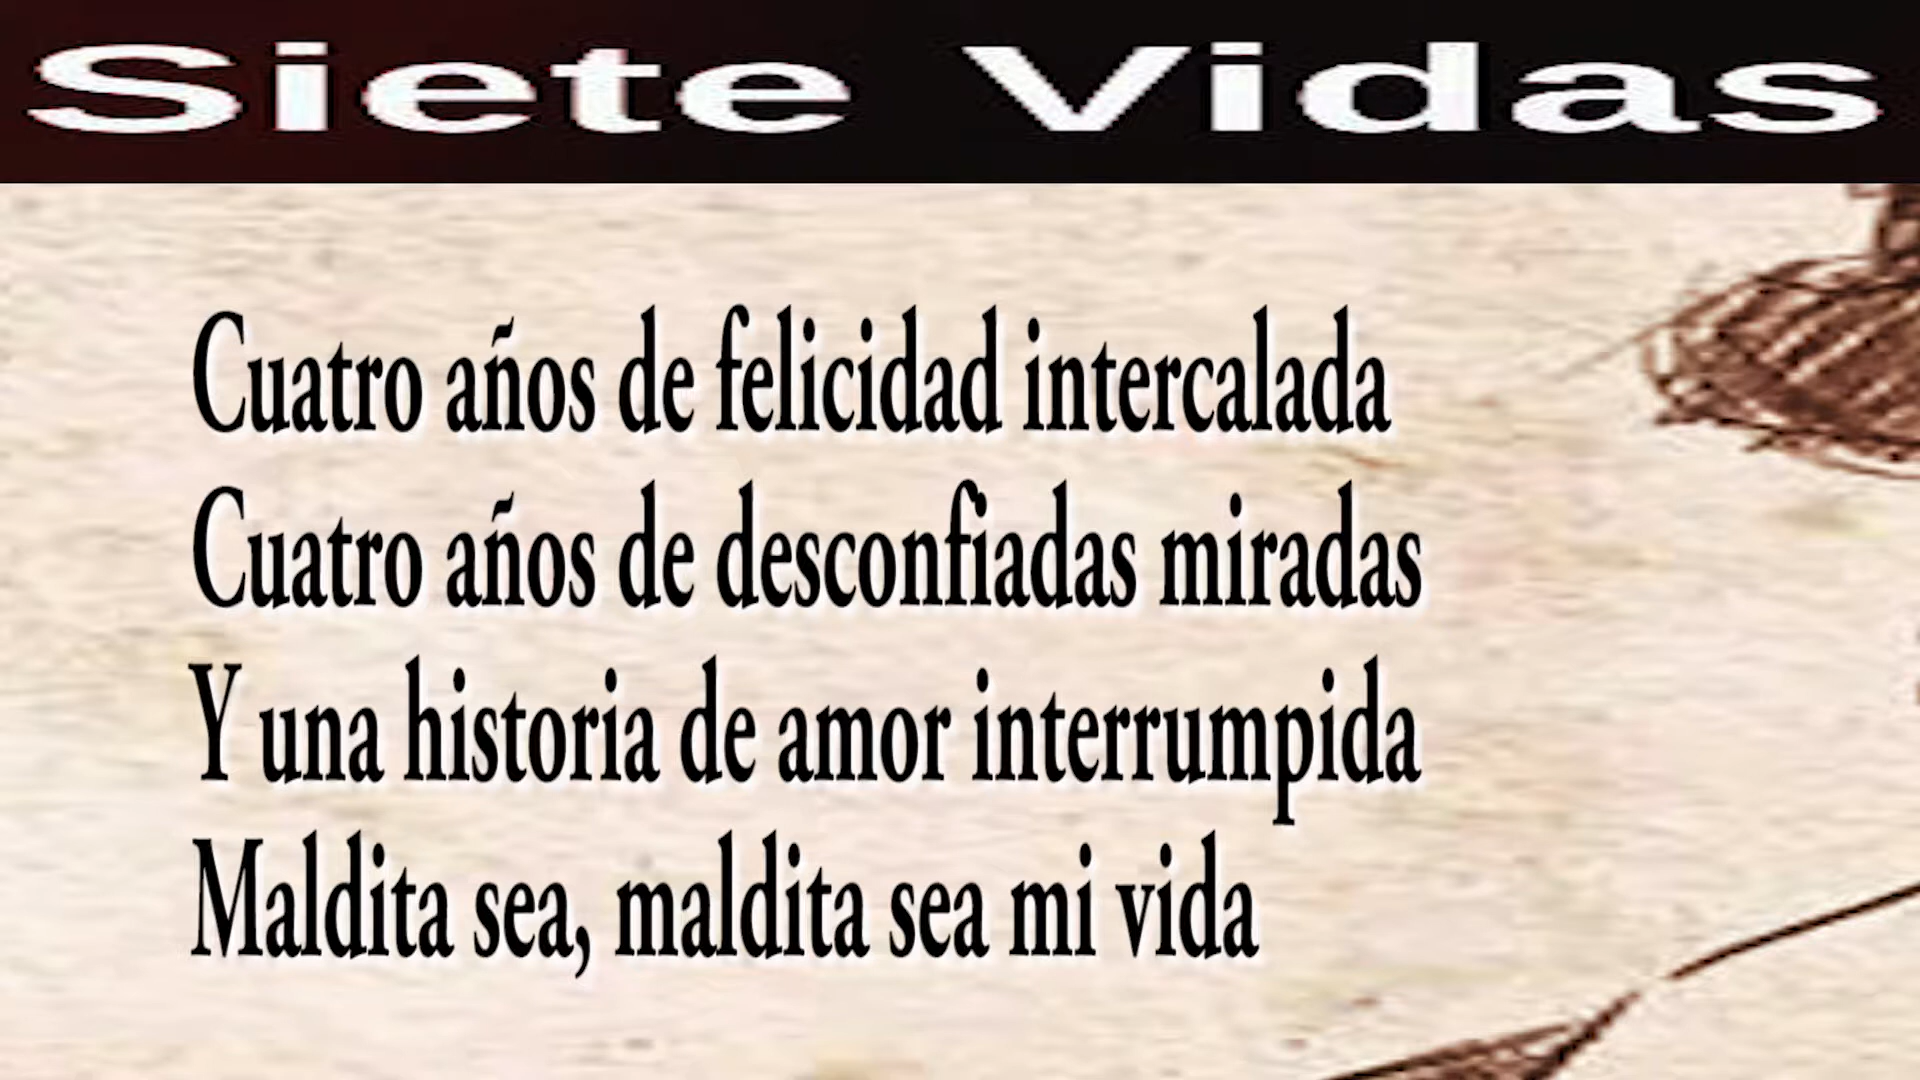 Siete Vidas
Cuatro años de felicidad intercalada
Cuatro años de desconfiadas miradas
Y una historia de amor interrumpida
Maldita sea, maldita sea mi vida